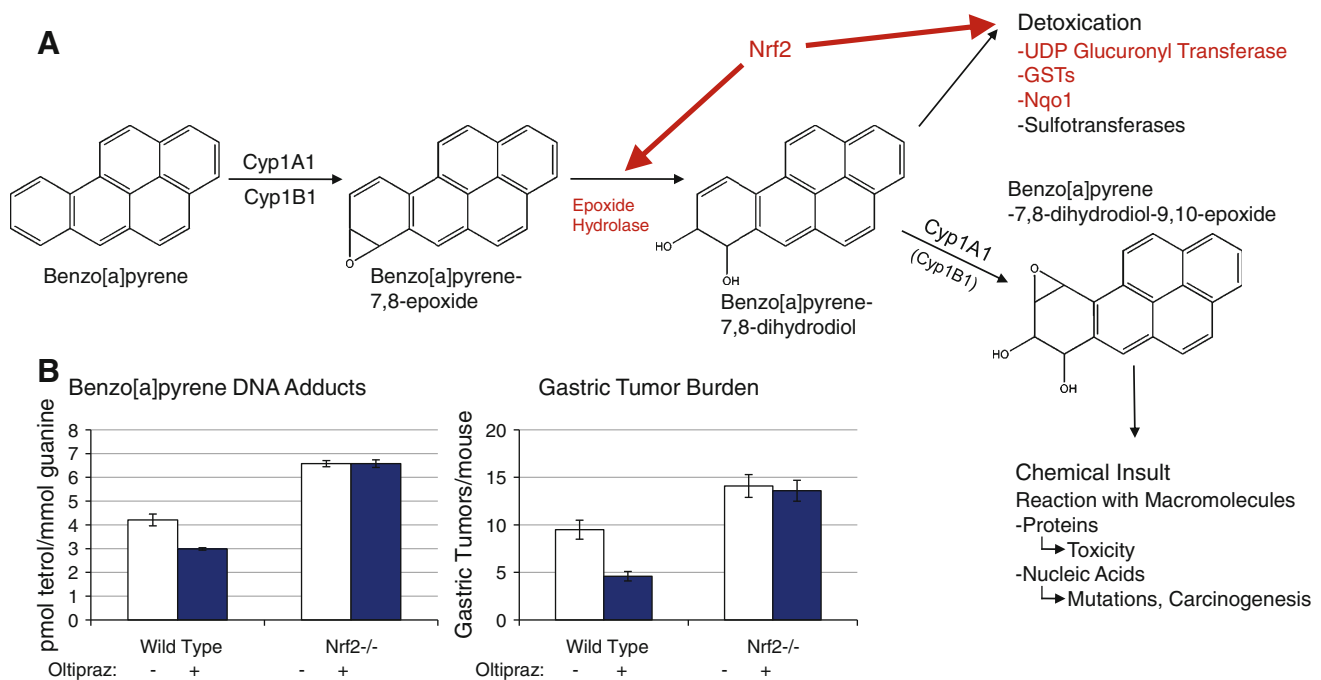 A
Nrf2
Detoxication
-UDP Glucuronyl Transferase
-GSTs
-Nqo1
-Sulfotransferases
Cyp1A1
Cyp1B1
Benzo[a]pyrene
O
Benzo[a]pyrene-
7,8-epoxide
Epoxide
Hydrolase
HO
OH
Benzo[a]pyrene-
7,8-dihydrodiol
Cyp1A1
(Cyp1B1)
Benzo[a]pyrene
-7,8-dihydrodiol-9,10-epoxide
O
HO
OH
Chemical Insult
Reaction with Macromolecules
-Proteins
Toxicity
-Nucleic Acids
Mutations, Carcinogenesis
B
Benzo[a]pyrene DNA Adducts
pmol tetrol/mmol guanine
8
7
6
5
4
3
2
1
0
Wild Type Nrf2-/-
Oltipraz: - + - +
Gastric Tumor Burden
Gastric Tumors/mouse
20
15
10
5
0
Wild Type Nrf2-/-
Oltipraz: - + - +